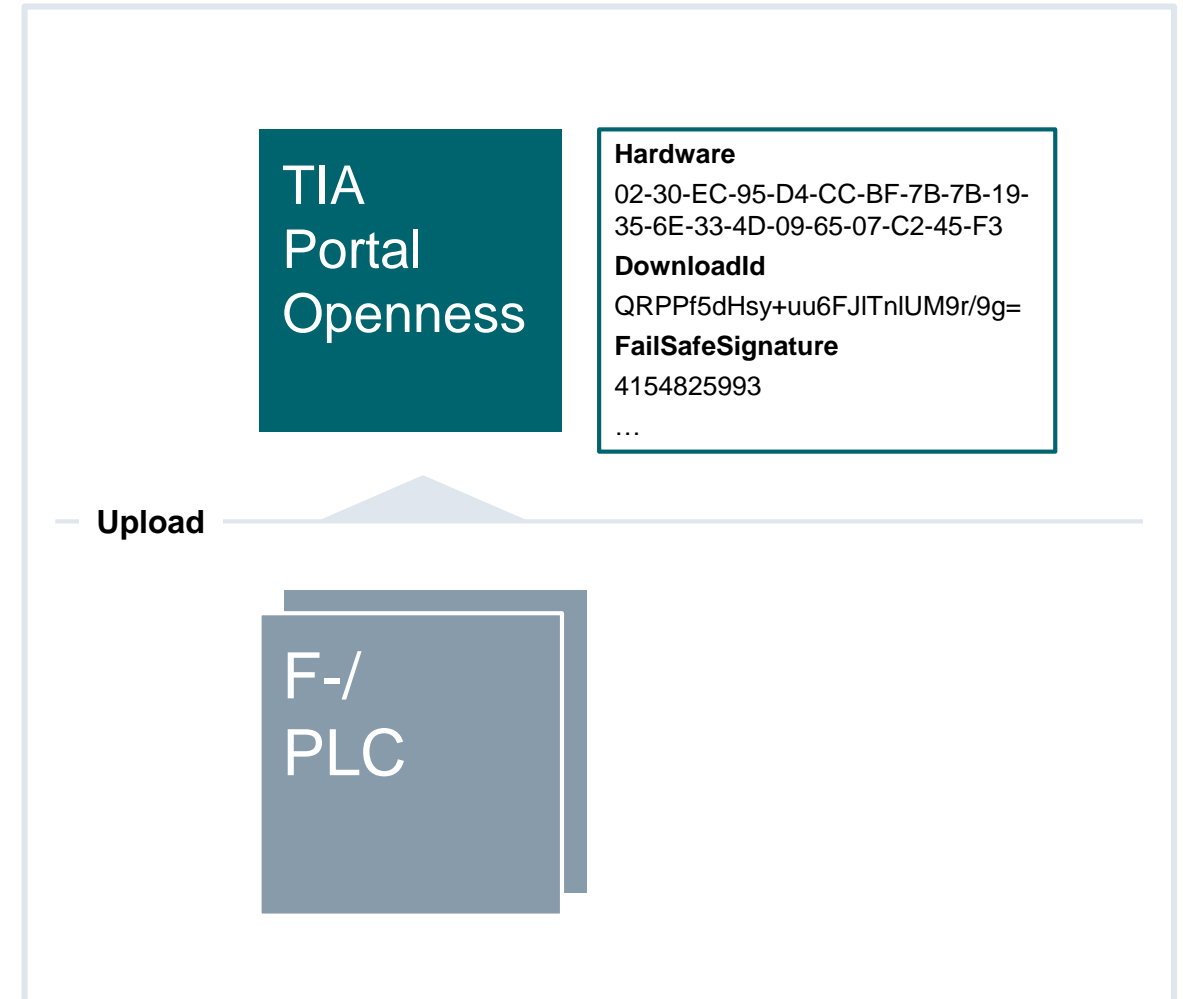 TIA
Portal
Openness
Hardware
02-30-EC-95-D4-CC-BF-7B-7B-19-
35-6E-33-4D-09-65-07-C2-45-F3
DownloadId
QRPPf5dHsy+uu6FJlTnlUM9r/9g=
FailSafeSignature
4154825993
…
Upload
F-/
PLC